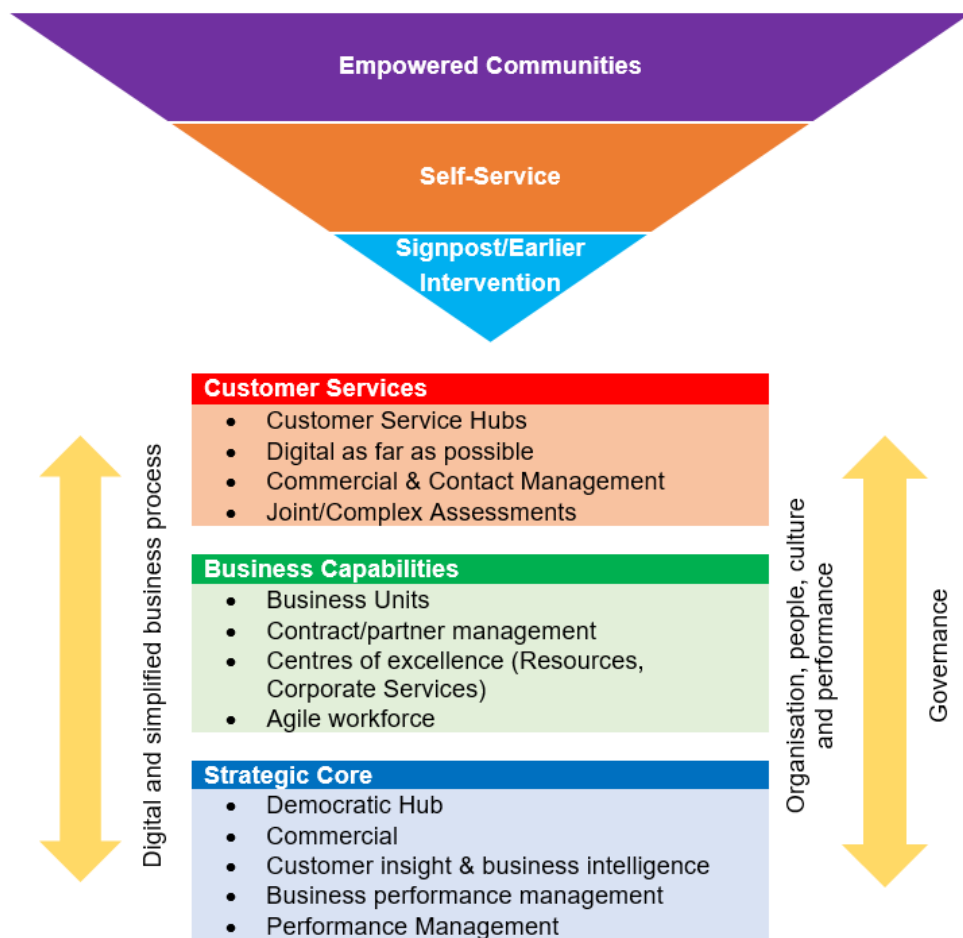 Empowered Communities
Self-Service
Signpost/Earlier
Intervention
Customer Services
• Customer Service Hubs
• Digital as far as possible
• Commercial & Contact Management
• Joint/Complex Assessments
Business Capabilities
• Business Units
• Contract/partner management
• Centres of excellence (Resources,
Corporate Services)
• Agile workforce
Strategic Core
• Democratic Hub
• Commercial
• Customer insight & business intelligence
• Business performance management
• Performance Management
Digital and simplified business process
Organisation, people, culture
and performance
Governance